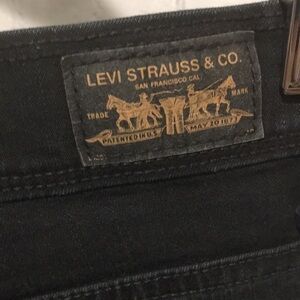 LEVI STRAUSS & CO.
SAN FRANCISCO, CAL.
TRADE MARK
PATENTED IN U.S. MAY 20 1873